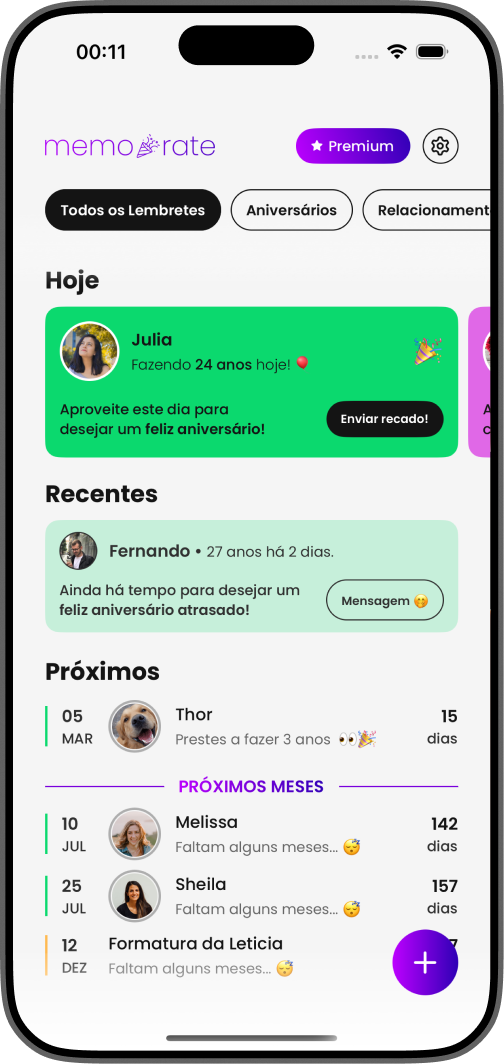 00:11
memo🎉rate
Premium
Todos os Lembretes
Aniversários
Relacionament
Hoje
Julia
Fazendo 24 anos hoje! 🎈
🎉
Aproveite este dia para
desejar um feliz aniversário!
Enviar recado!
A
c
Recentes
Fernando • 27 anos há 2 dias.
Ainda há tempo para desejar um
feliz aniversário atrasado!
Mensagem 🤭
Próximos
05
MAR
Thor
Prestes a fazer 3 anos 👀🎉
15
dias
PRÓXIMOS MESES
10
JUL
Melissa
Faltam alguns meses... 😴
142
dias
25
JUL
Sheila
Faltam alguns meses... 😴
157
dias
12
DEZ
Formatura da Leticia
Faltam alguns meses... 😴
7